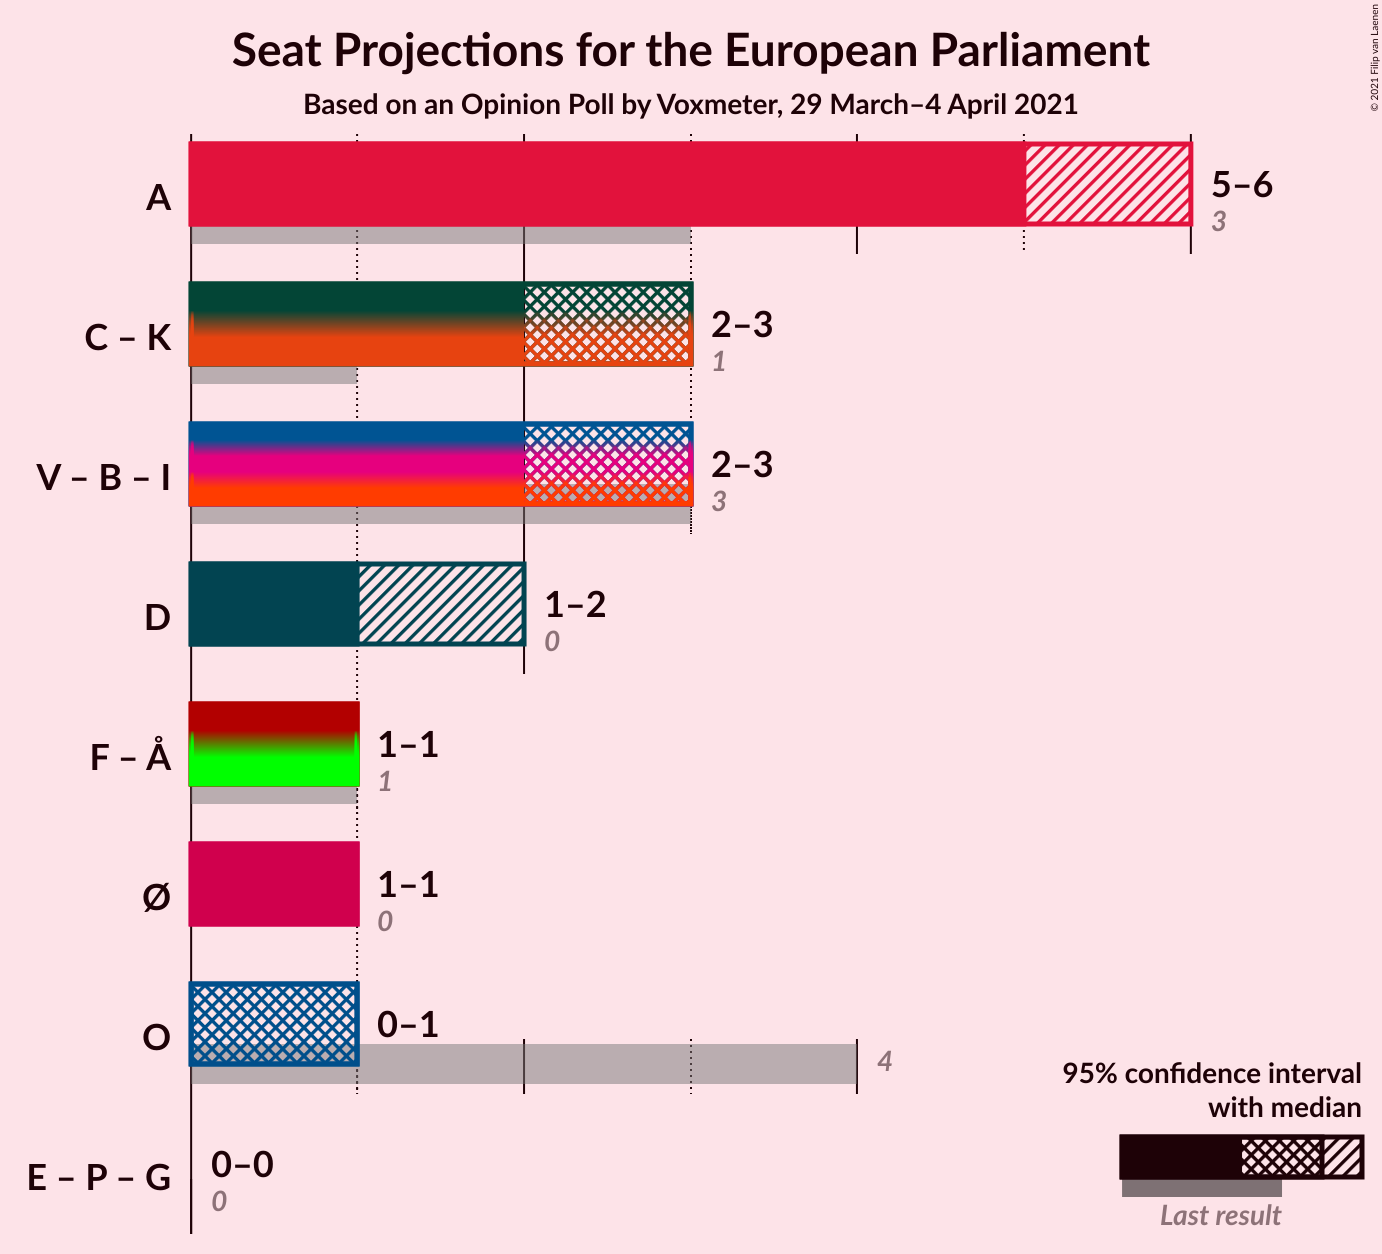 Seat Projections for the European Parliament
Based on an Opinion Poll by Voxmeter, 29 March–4 April 2021
© 2021 Filip van Laenen
A
5–6
3
C – K
2–3
1
V – B – I
2–3
3
D
1–2
0
F – Å
1–1
1
Ø
1–1
0
O
0–1
4
E – P – G
0–0
0
95% confidence interval
with median
Last result